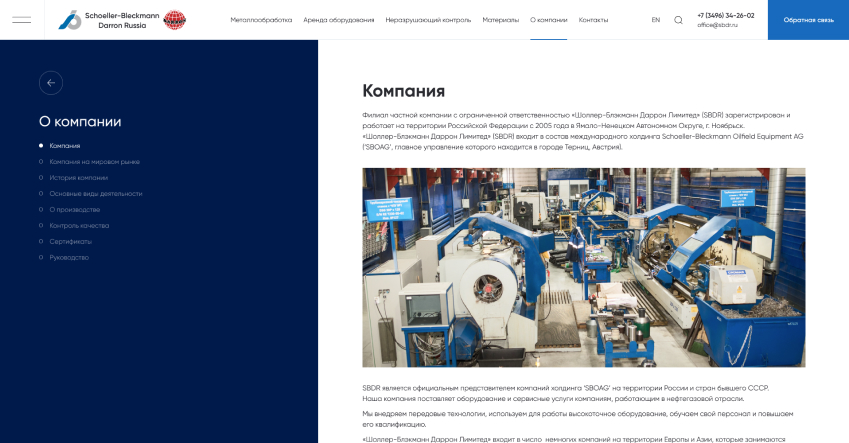 Schoeller-Bleckmann
Darron Russia
Металлообработка Аренда оборудования Неразрушающий контроль Материалы О компании Контакты
EN
+7 (3496) 34-26-02
office@sbdr.ru
Обратная связь
О компании
Компания
Компания на мировом рынке
История компании
Основные виды деятельности
О производстве
Контроль качества
Сертификаты
Руководство
Компания
Филиал частной компании с ограниченной ответственностью «Шоллер-Блэкманн Даррон Лимитед» (SBDR) зарегистрирован и
работает на территории Российской Федерации с 2005 года в Ямало-Ненецком Автономном Округе, г. Ноябрьск.
«Шоллер-Блэкманн Даррон Лимитед» (SBDR) входит в состав международного холдинга Schoeller-Bleckmann Oilfield Equipment AG
('SBOAG', главное управление которого находится в городе Терниц, Австрия).
SBDR является официальным представителем компаний холдинга 'SBOAG' на территории России и стран бывшего СССР.
Наша компания поставляет оборудование и сервисные услуги компаниям, работающим в нефтегазовой отрасли.
Мы внедряем передовые технологии, используем для работы высокоточное оборудование, обучаем свой персонал и повышаем
его квалификацию.
«Шоллер-Блэкманн Даррон Лимитед» входит в число немногих компаний на территории Европы и Азии, которые занимаются